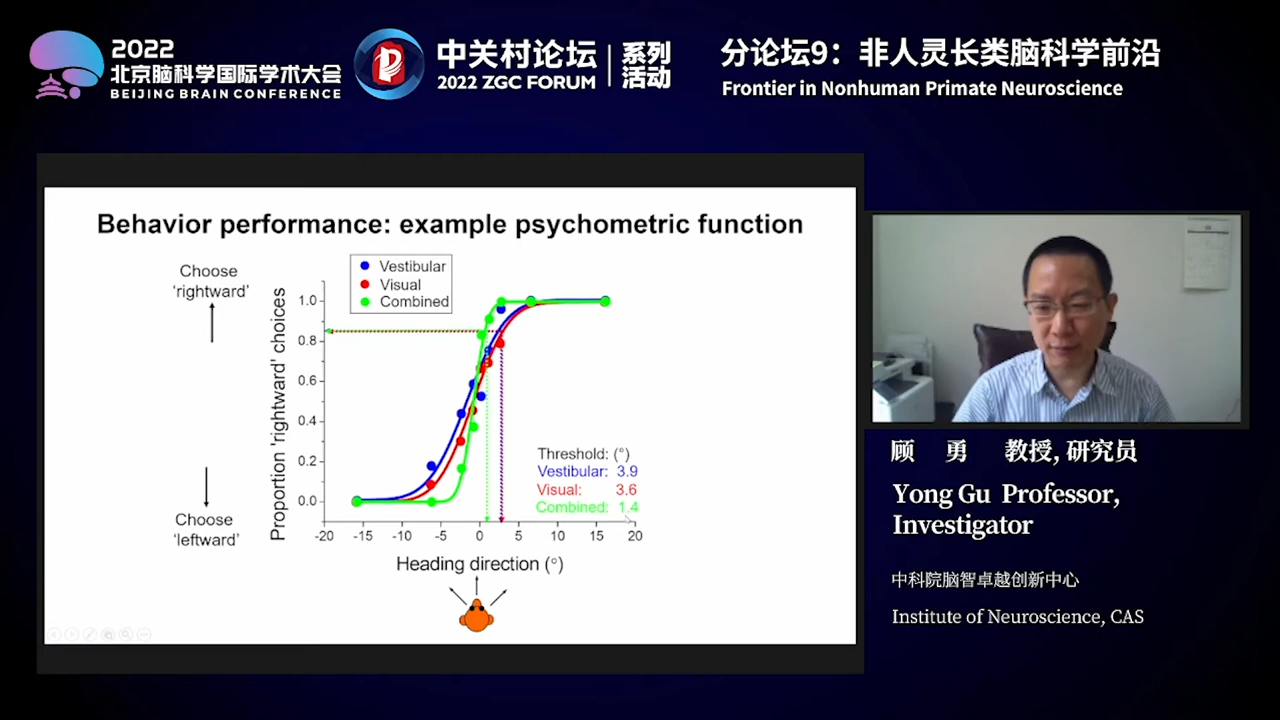 2022
北京脑科学国际学术大会
BEIJING BRAIN CONFERENCE
中关村论坛
2022 ZGC FORUM
系列
活动
分论坛9：非人灵长类脑科学前沿
Frontier in Nonhuman Primate Neuroscience
Behavior performance: example psychometric function
Choose
‘rightward’
Choose
‘leftward’
Proportion ‘rightward’ choices
Vestibular
Visual
Combined
1.0
0.8
0.6
0.4
0.2
0.0
Threshold: (°)
Vestibular: 3.9
Visual: 3.6
Combined: 1.4
-20 -15 -10 -5 0 5 10 15 20
Heading direction (°)
顾 勇 教授, 研究员
Yong Gu Professor,
Investigator
中科院脑智卓越创新中心
Institute of Neuroscience, CAS